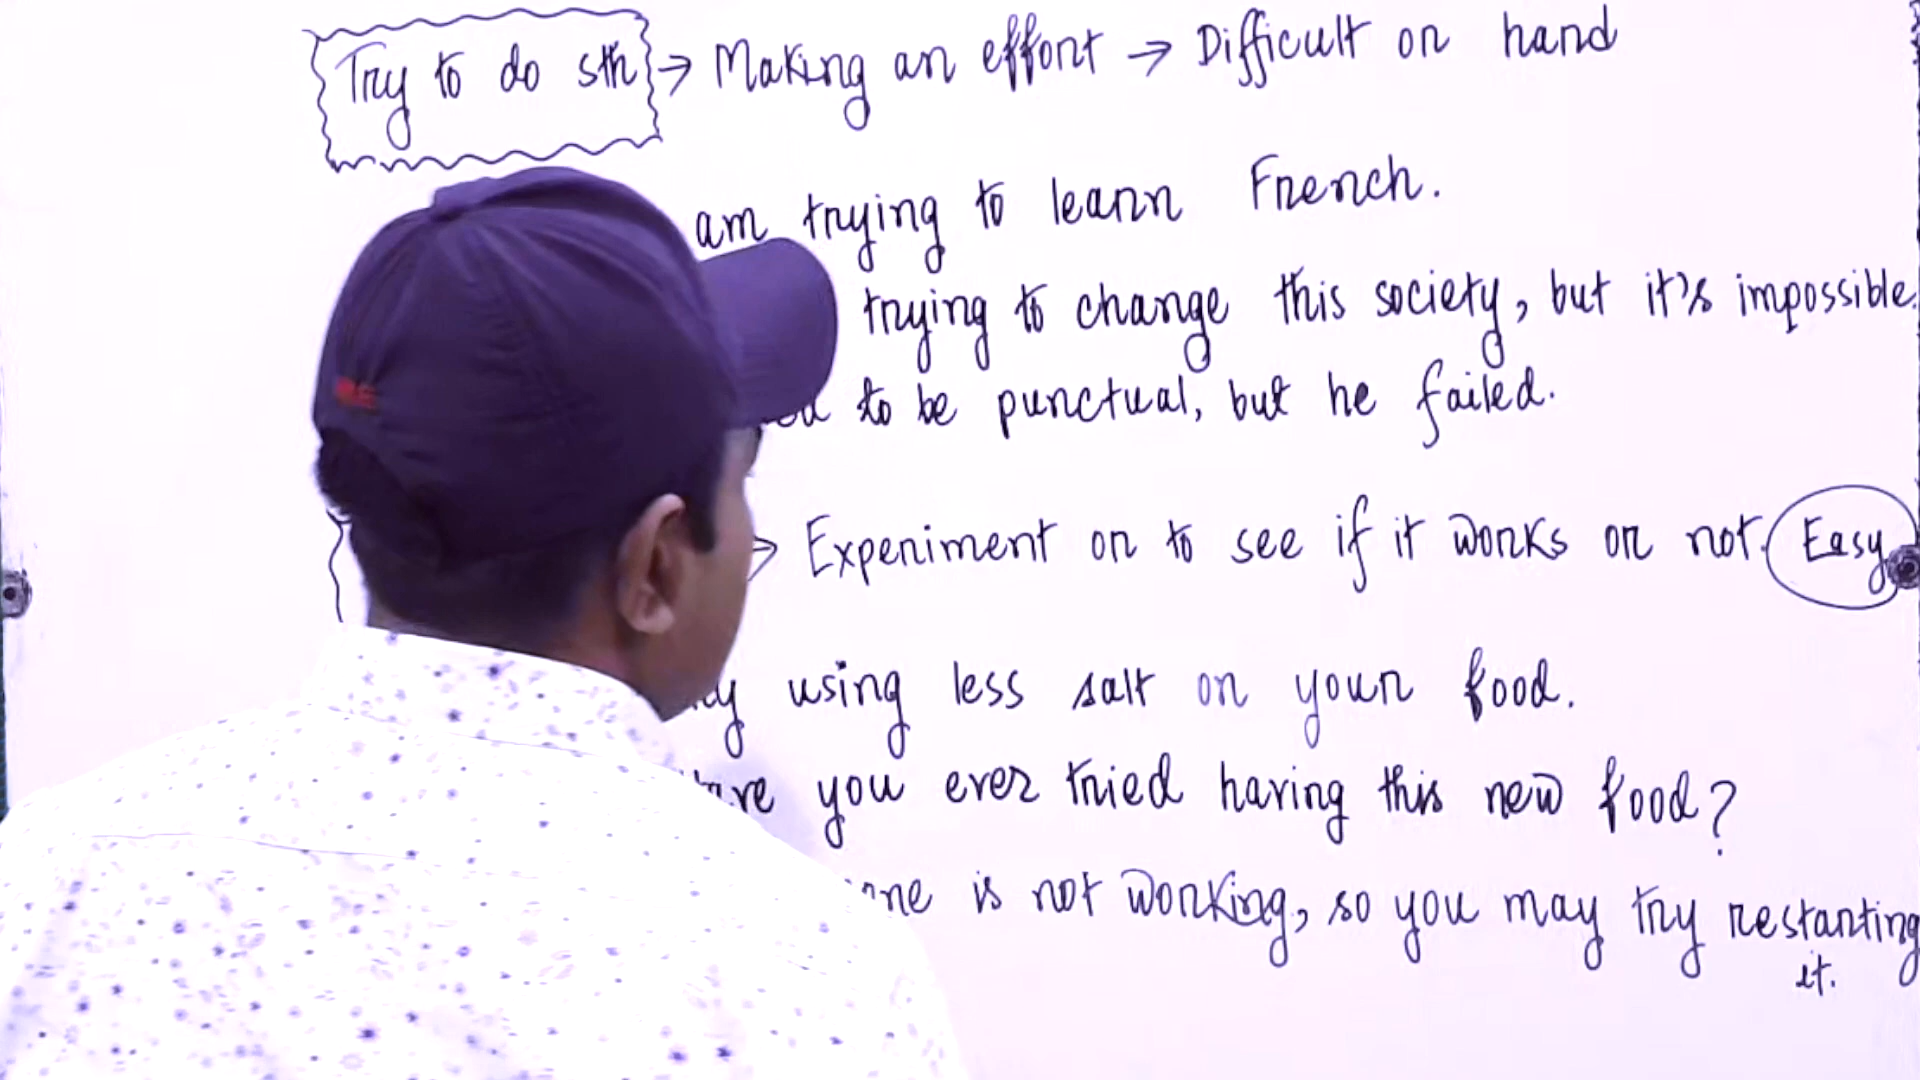 Try to do sth → Making an effort → Difficult or hard
am trying to learn French.
trying to change this society, but it's impossible.
to be punctual, but he failed.
→ Experiment or to see if it works or not. Easy
using less salt on your food.
you ever tried having this new food?
is not working, so you may try restarting
it.